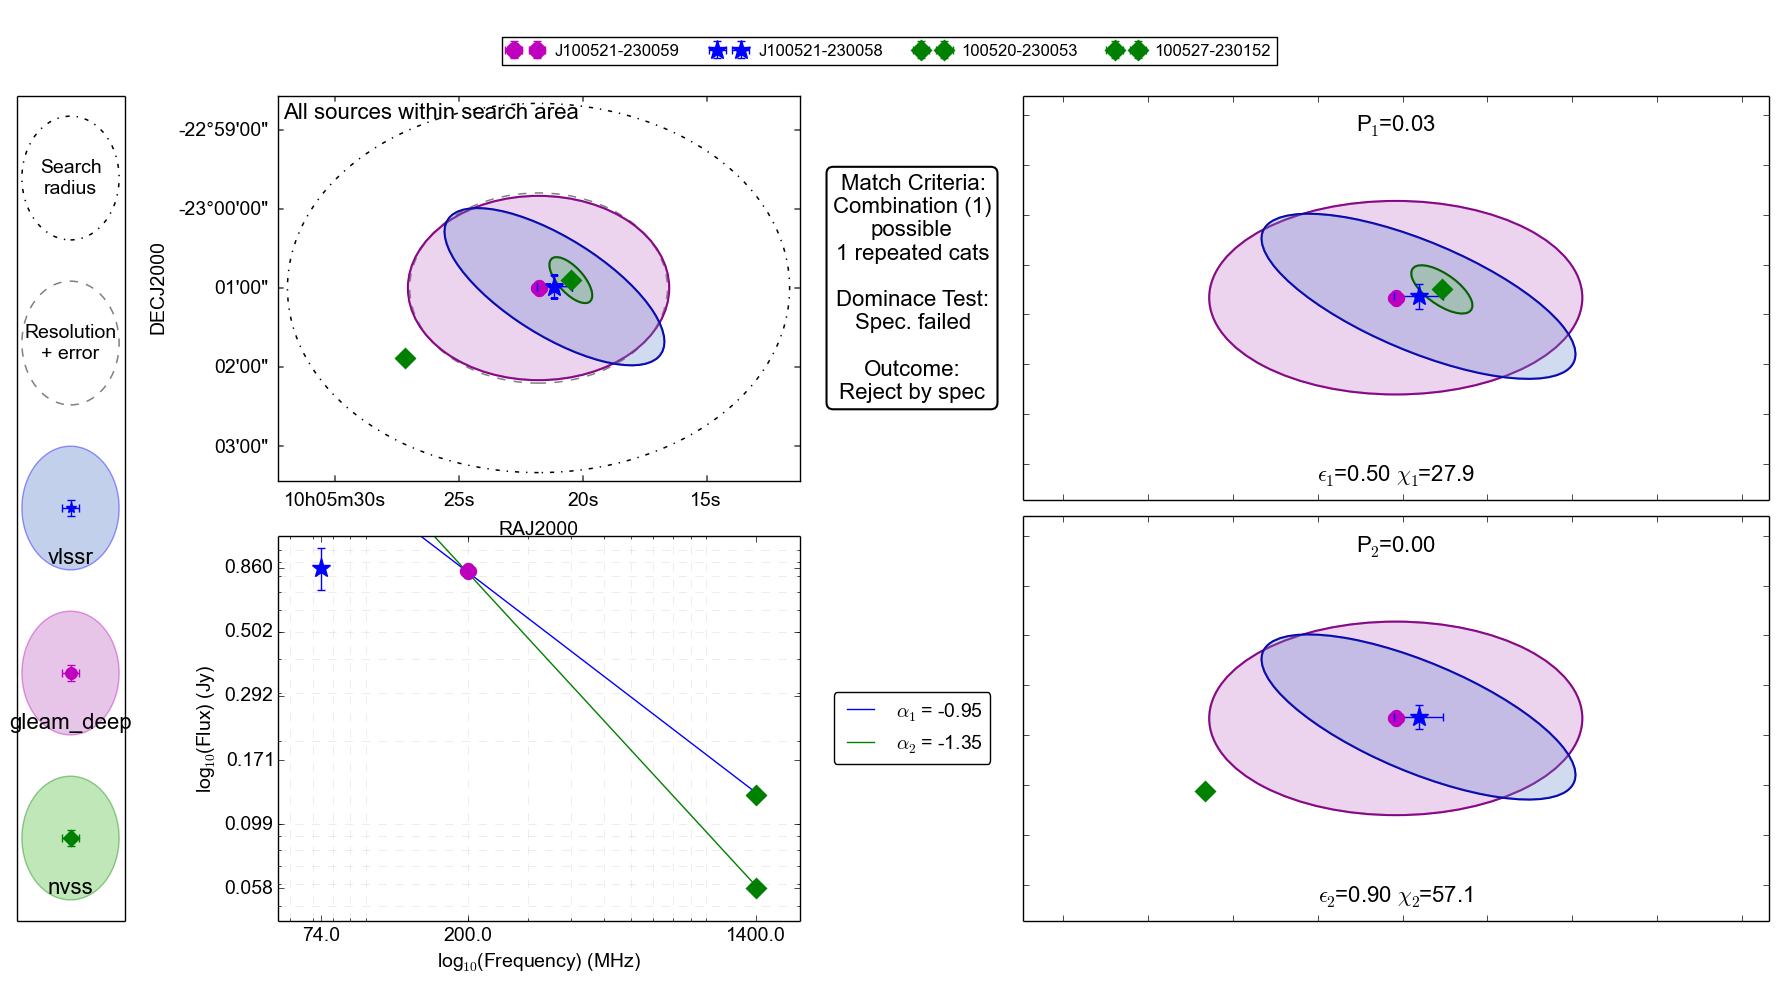 J100521-230059
J100521-230058
100520-230053
100527-230152
Search
radius
Resolution
+ error
vlssr
gleam_deep
nvss
All sources within search area
DECJ2000
-22°59'00"
-23°00'00"
01'00"
02'00"
03'00"
10h05m30s
25s
20s
15s
RAJ2000
Match Criteria:
Combination (1)
possible
1 repeated cats
Dominace Test:
Spec. failed
Outcome:
Reject by spec
P₁=0.03
ϵ₁=0.50 χ₁=27.9
log₁₀(Flux) (Jy)
0.860
0.502
0.292
0.171
0.099
0.058
74.0
200.0
1400.0
log₁₀(Frequency) (MHz)
α₁ = -0.95
α₂ = -1.35
P₂=0.00
ϵ₂=0.90 χ₂=57.1